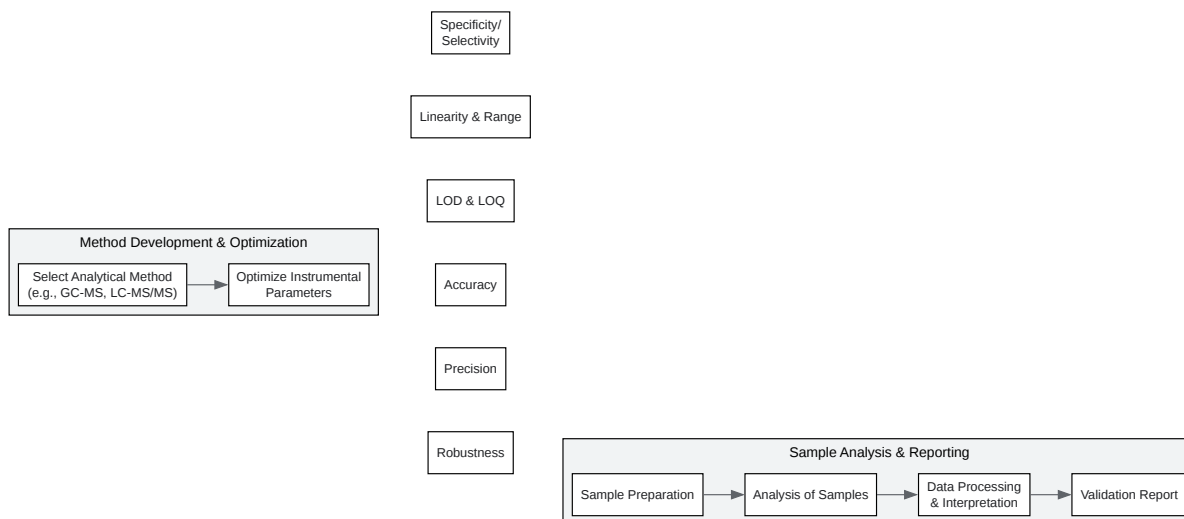 Method Development & Optimization
Select Analytical Method
(e.g., GC-MS, LC-MS/MS)
Optimize Instrumental
Parameters
Specificity/
Selectivity
Linearity & Range
LOD & LOQ
Accuracy
Precision
Robustness
Sample Analysis & Reporting
Sample Preparation
Analysis of Samples
Data Processing
& Interpretation
Validation Report